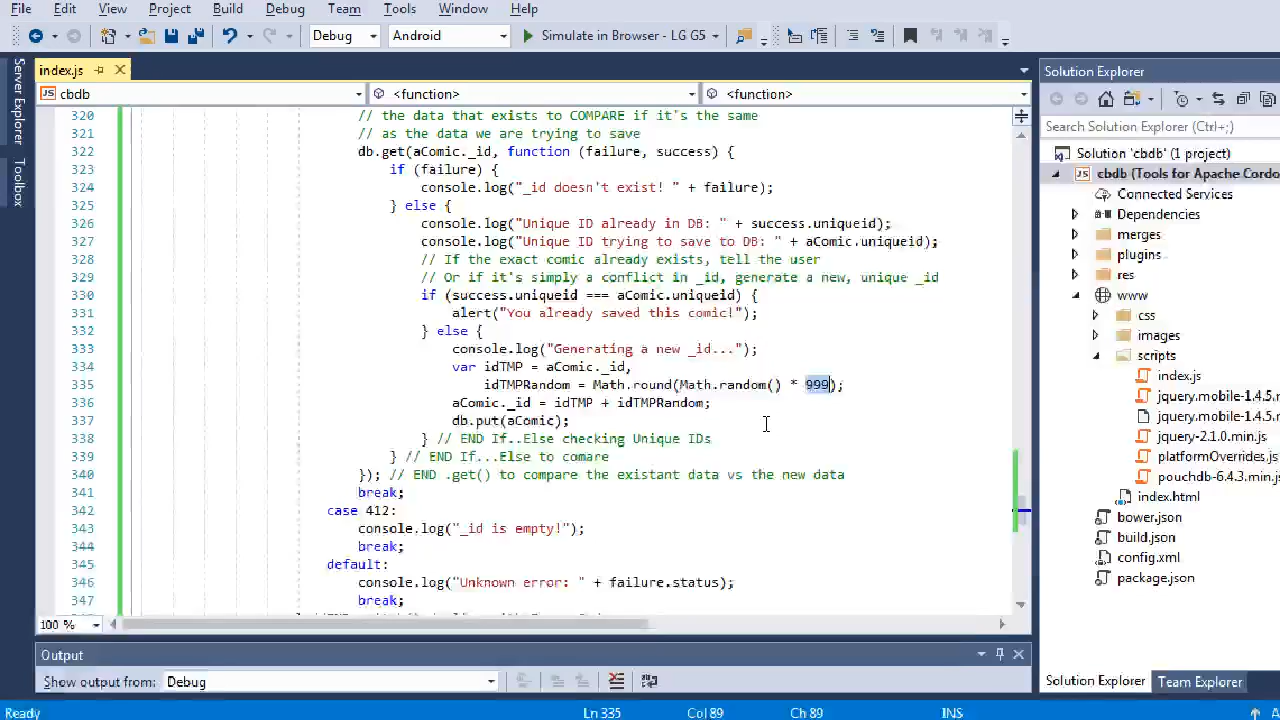 File Edit View Project Build Debug Team Tools Window Help
Debug Android Simulate in Browser - LG G5
index.js
cbdb <function> <function>
320 // the data that exists to COMPARE if it's the same
321 // as the data we are trying to save
322 db.get(aComic._id, function (failure, success) {
323 if (failure) {
324 console.log("_id doesn't exist! " + failure);
325 } else {
326 console.log("Unique ID already in DB: " + success.uniqueid);
327 console.log("Unique ID trying to save to DB: " + aComic.uniqueid);
328 // If the exact comic already exists, tell the user
329 // Or if it's simply a conflict in _id, generate a new, unique _id
330 if (success.uniqueid === aComic.uniqueid) {
331 alert("You already saved this comic!");
332 } else {
333 console.log("Generating a new _id...");
334 var idTMP = aComic._id,
335 idTMPRandom = Math.round(Math.random() * 999);
336 aComic._id = idTMP + idTMPRandom;
337 db.put(aComic);
338 } // END If..Else checking Unique IDs
339 } // END If...Else to comare
340 }); // END .get() to compare the existant data vs the new data
341 break;
342 case 412:
343 console.log("_id is empty!");
344 break;
345 default:
346 console.log("Unknown error: " + failure.status);
347 break;
100 %
Server Explorer
Toolbox
Output
Show output from: Debug
Solution Explorer
Search Solution Explorer (Ctrl+;)
Solution 'cbdb' (1 project)
cbdb (Tools for Apache Cordo
Connected Services
Dependencies
merges
plugins
res
www
css
images
scripts
index.js
jquery.mobile-1.4.5.
jquery.mobile-1.4.5.
jquery-2.1.0.min.js
platformOverrides.js
pouchdb-6.4.3.min.j
index.html
bower.json
build.json
config.xml
package.json
Solution Explorer Team Explorer
Ready Ln 335 Col 89 Ch 89 INS